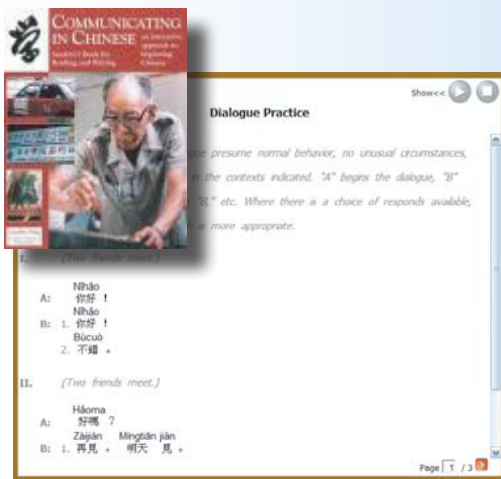 COMMUNICATING
IN CHINESE
an interactive
approach to
beginning
Chinese
Student's Book for
Reading and Writing
Show<<
Dialogue Practice
presume normal behavior, no unusual circumstances,
in the contexts indicated. "A" begins the dialogue, "B"
"R," etc. Where there is a choice of responds available,
is more appropriate.
I. (Two friends meet.)
Nǐhǎo
A: 你好 !
Nǐhǎo
B: 1. 你好 !
Bùcuò
2. 不錯 。
II. (Two friends meet.)
Hǎoma
A: 好嗎 ?
Zàijiàn Míngtiān jiàn
B: 1. 再見 。 明天 見 。
Page 1 / 3